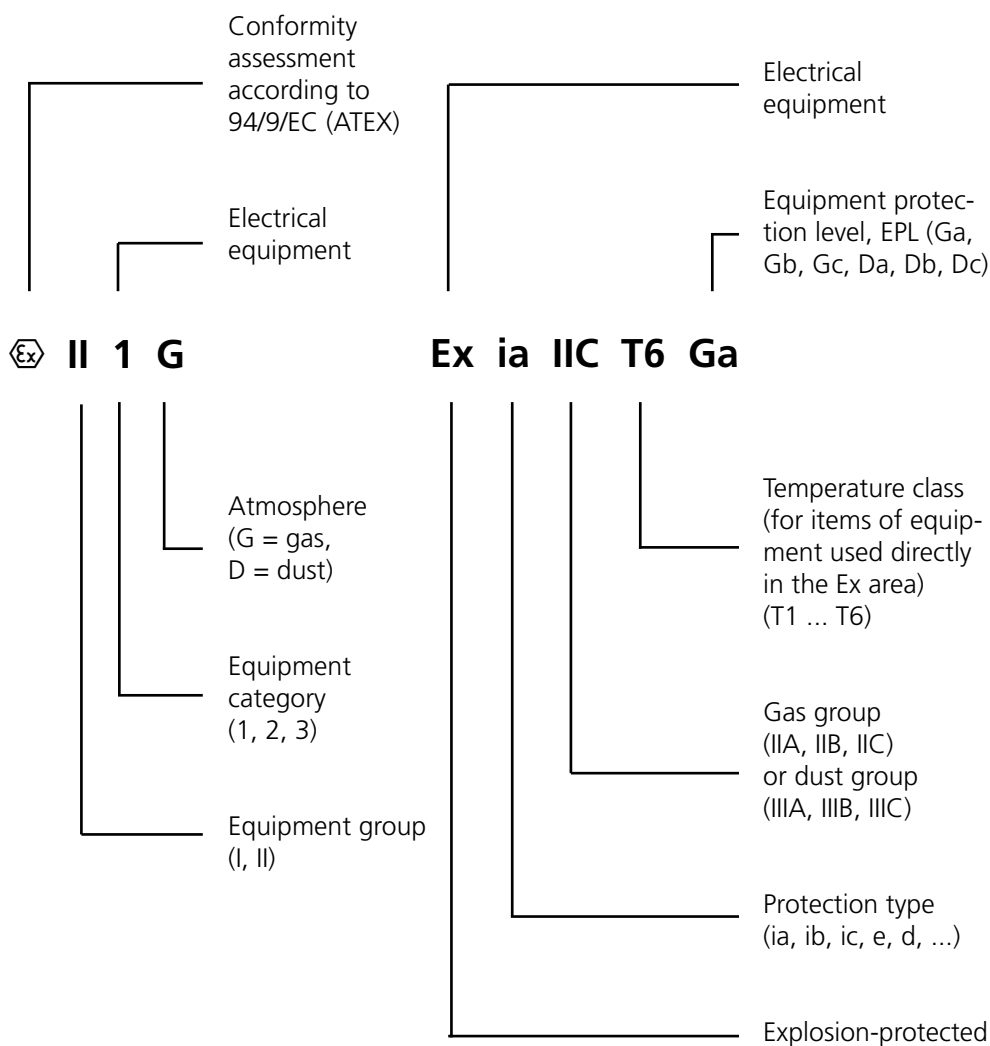 Conformity
assessment
according to
94/9/EC (ATEX)
Electrical
equipment
Electrical
equipment
Equipment protec-
tion level, EPL (Ga,
Gb, Gc, Da, Db, Dc)
Ex II 1 G
Ex ia IIC T6 Ga
Atmosphere
(G = gas,
D = dust)
Equipment
category
(1, 2, 3)
Equipment group
(I, II)
Temperature class
(for items of equip-
ment used directly
in the Ex area)
(T1 ... T6)
Gas group
(IIA, IIB, IIC)
or dust group
(IIIA, IIIB, IIIC)
Protection type
(ia, ib, ic, e, d, ...)
Explosion-protected